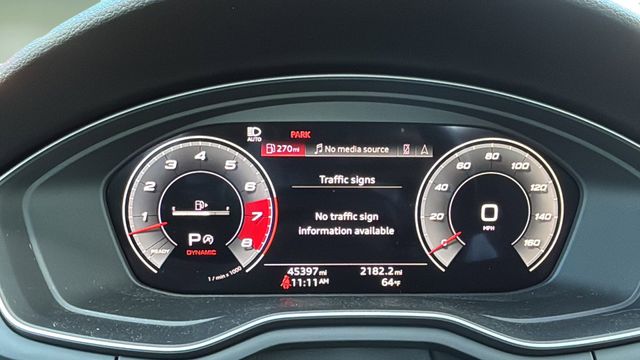 AUTO PARK
270mi No media source A
Traffic signs
No traffic sign
information available
1 2 3 4 5 6 7 8
READY
P
DYNAMIC
1 / min x 1000
0 20 40 60 80 100 120 140 160
0
MPH
45397mi 2182.2mi
11:11AM 64°F